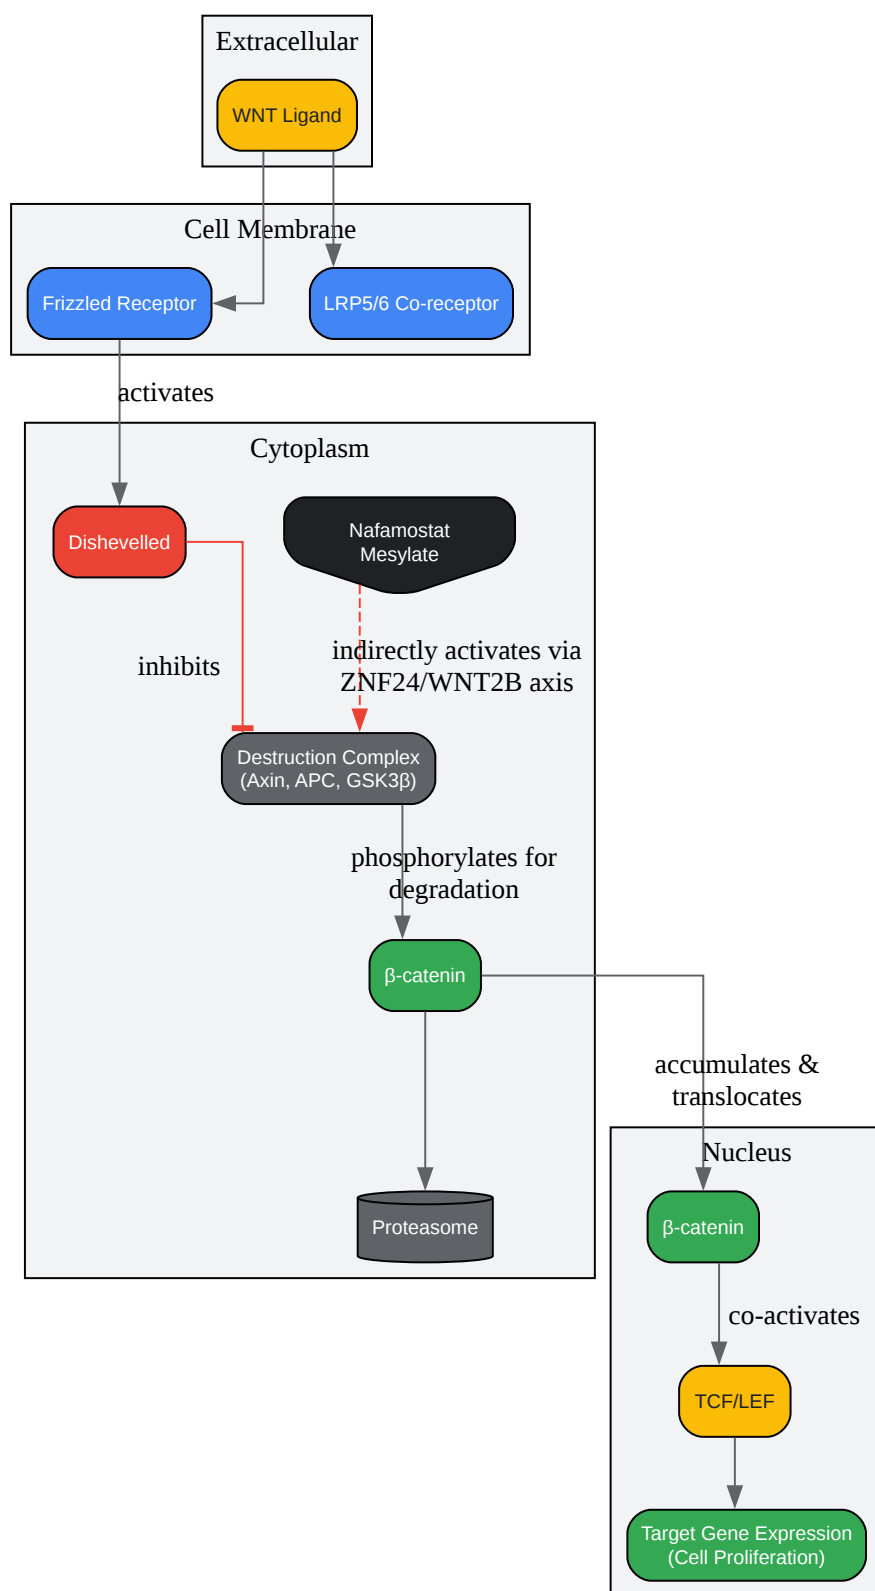 Extracellular
WNT Ligand
Cell Membrane
Frizzled Receptor
LRP5/6 Co-receptor
activates
Cytoplasm
Dishevelled
Nafamostat
Mesylate
inhibits
indirectly activates via
ZNF24/WNT2B axis
Destruction Complex
(Axin, APC, GSK3β)
phosphorylates for
degradation
β-catenin
accumulates &
translocates
Nucleus
Proteasome
β-catenin
co-activates
TCF/LEF
Target Gene Expression
(Cell Proliferation)